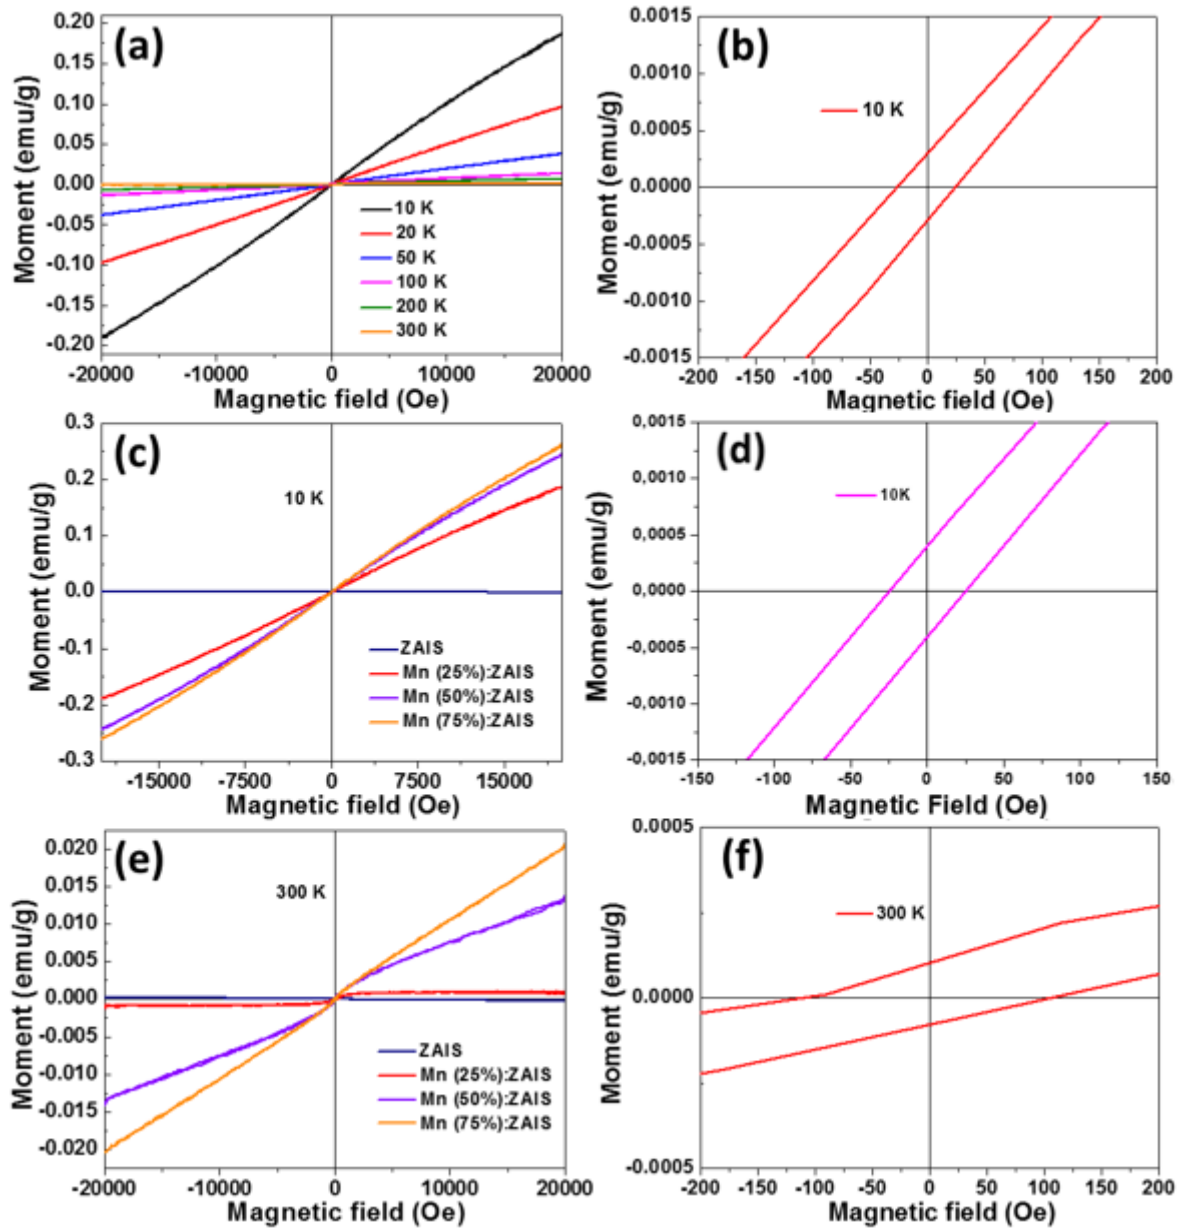 (a)
Moment (emu/g)
0.20
0.15
0.10
0.05
0.00
-0.05
-0.10
-0.15
-0.20
10 K
20 K
50 K
100 K
200 K
300 K
-20000 -10000 0 10000 20000
Magnetic field (Oe)
(b)
Moment (emu/g)
0.0015
0.0010
0.0005
0.0000
-0.0005
-0.0010
-0.0015
10 K
-200 -150 -100 -50 0 50 100 150 200
Magnetic field (Oe)
(c)
Moment (emu/g)
0.3
0.2
0.1
0.0
-0.1
-0.2
-0.3
10 K
ZAIS
Mn (25%):ZAIS
Mn (50%):ZAIS
Mn (75%):ZAIS
-15000 -7500 0 7500 15000
Magnetic field (Oe)
(d)
Moment (emu/g)
0,0015
0,0010
0,0005
0,0000
-0,0005
-0,0010
-0,0015
10K
-150 -100 -50 0 50 100 150
Magnetic Field (Oe)
(e)
Moment (emu/g)
0.020
0.015
0.010
0.005
0.000
-0.005
-0.010
-0.015
-0.020
300 K
ZAIS
Mn (25%):ZAIS
Mn (50%):ZAIS
Mn (75%):ZAIS
-20000 -10000 0 10000 20000
Magnetic field (Oe)
(f)
Moment (emu/g)
0.0005
0.0000
-0.0005
300 K
-200 -150 -100 -50 0 50 100 150 200
Magnetic field (Oe)